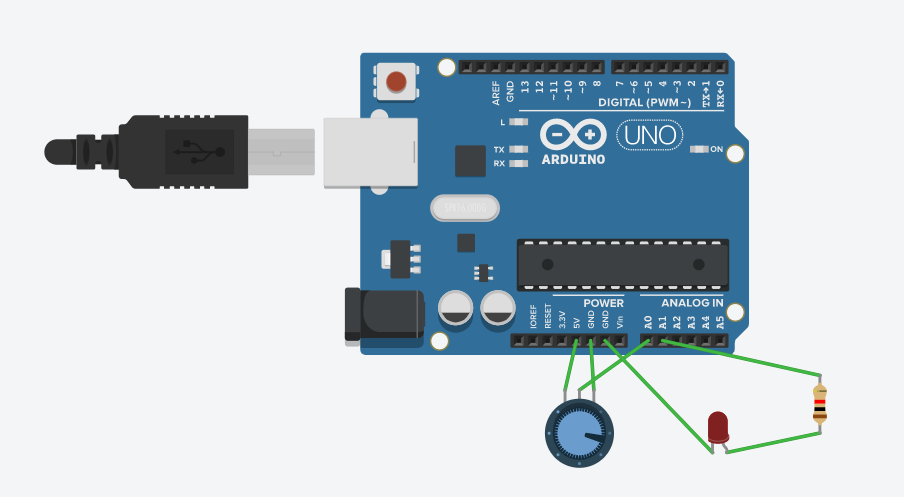 AREF
GND
13
12
~11
~10
~9
8
7
~6
~5
4
~3
2
TX→1
RX←0
DIGITAL (PWM~)
L
TX
RX
ARDUINO
UNO
ON
POWER
ANALOG IN
IOREF
RESET
3.3V
5V
GND
GND
Vin
A0
A1
A2
A3
A4
A5